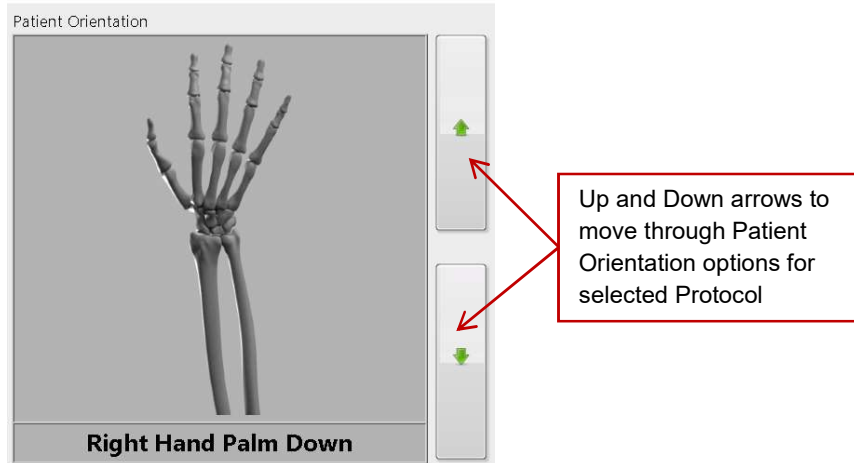 Patient Orientation
Up and Down arrows to
move through Patient
Orientation options for
selected Protocol
Right Hand Palm Down